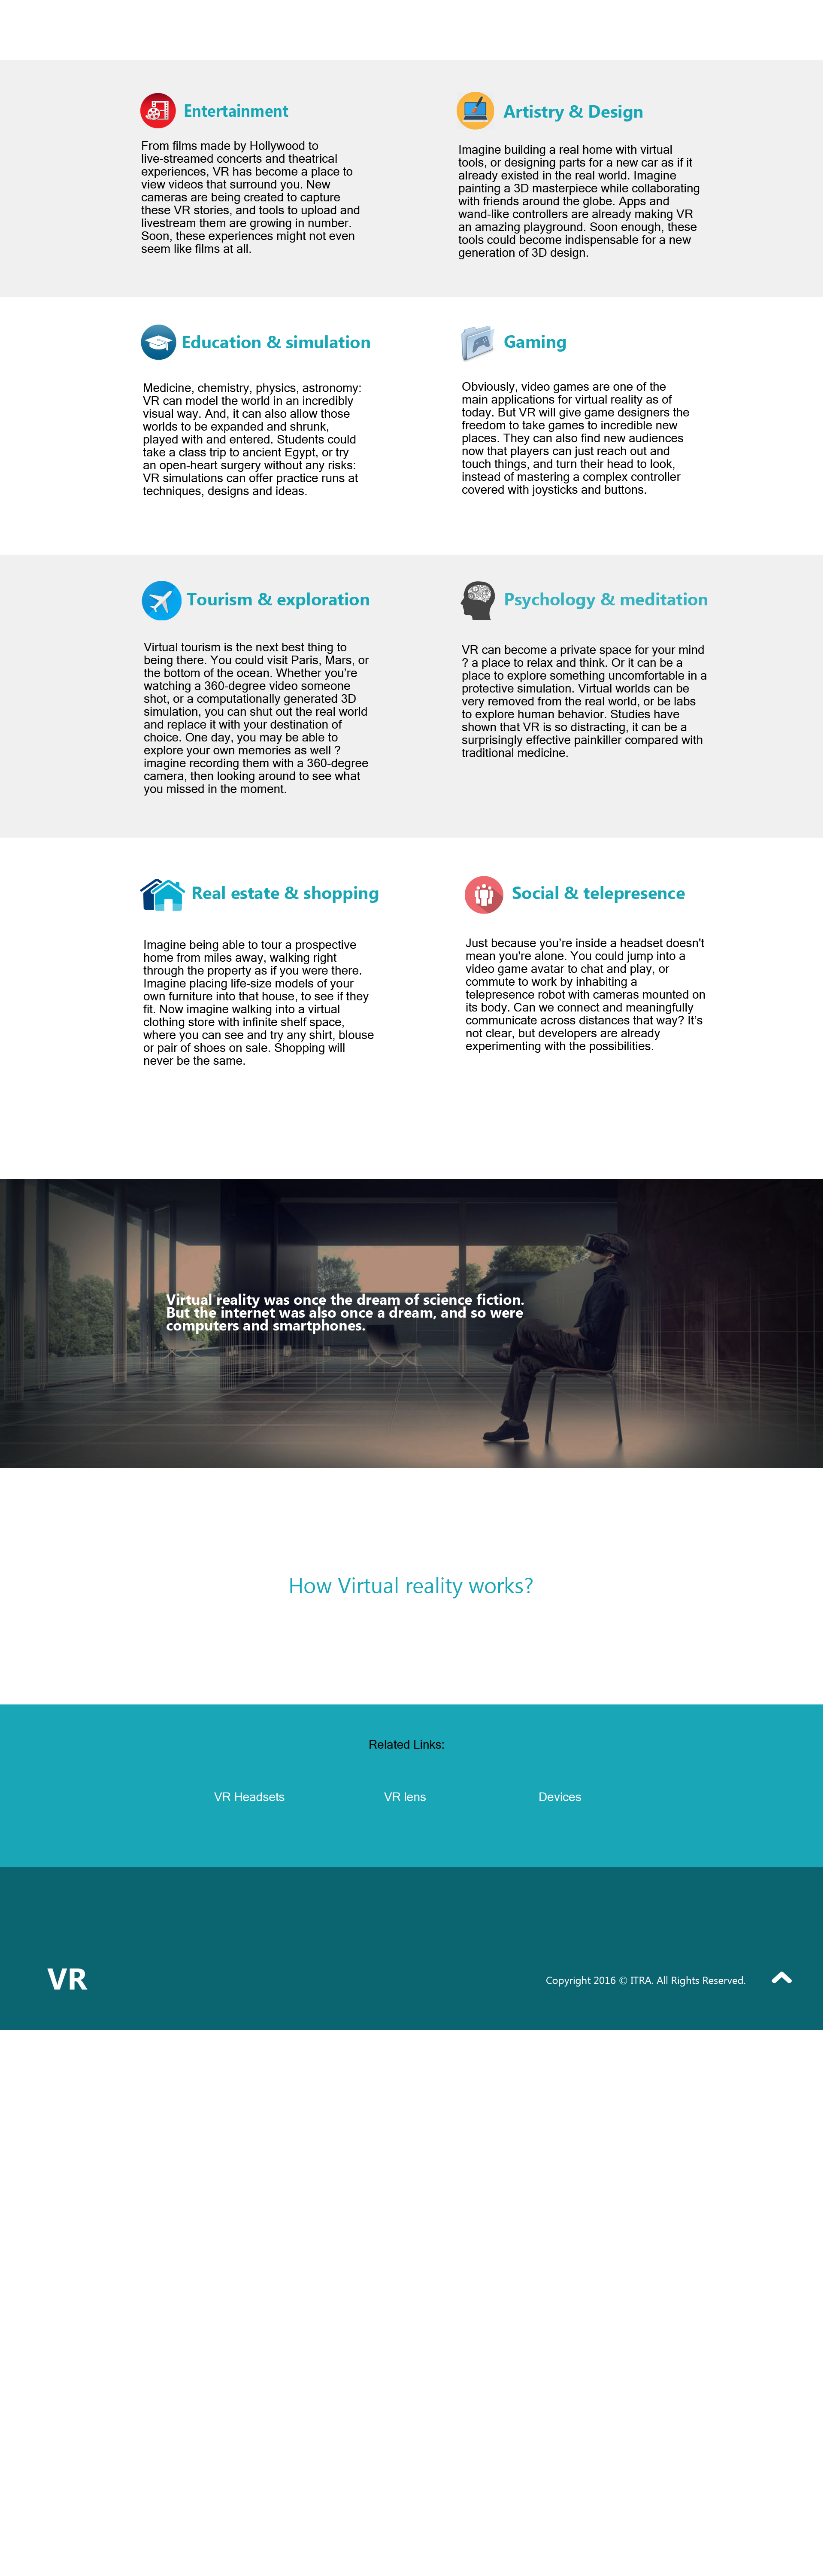 Entertainment
From films made by Hollywood to
live-streamed concerts and theatrical
experiences, VR has become a place to
view videos that surround you. New
cameras are being created to capture
these VR stories, and tools to upload and
livestream them are growing in number.
Soon, these experiences might not even
seem like films at all.
Artistry & Design
Imagine building a real home with virtual
tools, or designing parts for a new car as if it
already existed in the real world. Imagine
painting a 3D masterpiece while collaborating
with friends around the globe. Apps and
wand-like controllers are already making VR
an amazing playground. Soon enough, these
tools could become indispensable for a new
generation of 3D design.
Education & simulation
Medicine, chemistry, physics, astronomy:
VR can model the world in an incredibly
visual way. And, it can also allow those
worlds to be expanded and shrunk,
played with and entered. Students could
take a class trip to ancient Egypt, or try
an open-heart surgery without any risks:
VR simulations can offer practice runs at
techniques, designs and ideas.
Gaming
Obviously, video games are one of the
main applications for virtual reality as of
today. But VR will give game designers the
freedom to take games to incredible new
places. They can also find new audiences
now that players can just reach out and
touch things, and turn their head to look,
instead of mastering a complex controller
covered with joysticks and buttons.
Tourism & exploration
Virtual tourism is the next best thing to
being there. You could visit Paris, Mars, or
the bottom of the ocean. Whether you're
watching a 360-degree video someone
shot, or a computationally generated 3D
simulation, you can shut out the real world
and replace it with your destination of
choice. One day, you may be able to
explore your own memories as well ?
imagine recording them with a 360-degree
camera, then looking around to see what
you missed in the moment.
Psychology & meditation
VR can become a private space for your mind
? a place to relax and think. Or it can be a
place to explore something uncomfortable in a
protective simulation. Virtual worlds can be
very removed from the real world, or be labs
to explore human behavior. Studies have
shown that VR is so distracting, it can be a
surprisingly effective painkiller compared with
traditional medicine.
Real estate & shopping
Imagine being able to tour a prospective
home from miles away, walking right
through the property as if you were there.
Imagine placing life-size models of your
own furniture into that house, to see if they
fit. Now imagine walking into a virtual
clothing store with infinite shelf space,
where you can see and try any shirt, blouse
or pair of shoes on sale. Shopping will
never be the same.
Social & telepresence
Just because you're inside a headset doesn't
mean you're alone. You could jump into a
video game avatar to chat and play, or
commute to work by inhabiting a
telepresence robot with cameras mounted on
its body. Can we connect and meaningfully
communicate across distances that way? It's
not clear, but developers are already
experimenting with the possibilities.
Virtual reality was once the dream of science fiction.
But the internet was also once a dream, and so were
computers and smartphones.
How Virtual reality works?
Related Links:
VR Headsets
VR lens
Devices
VR
Copyright 2016 © ITRA. All Rights Reserved.